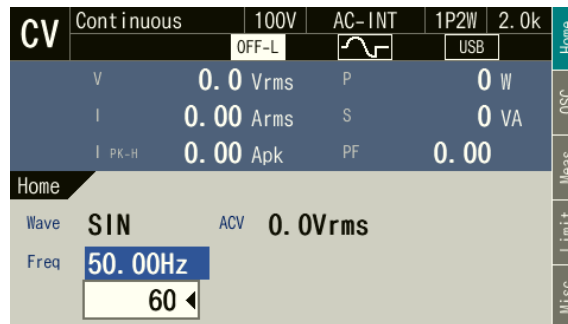 CV Continuous 100V AC-INT 1P2W 2.0k
OFF-L USB
V 0.0 Vrms P 0 W
I 0.00 Arms S 0 VA
I PK-H 0.00 Apk PF 0.00
Home
Wave SIN ACV 0.0Vrms
Freq 50.00Hz
60
Home
OSC
Meas
Limit
Misc